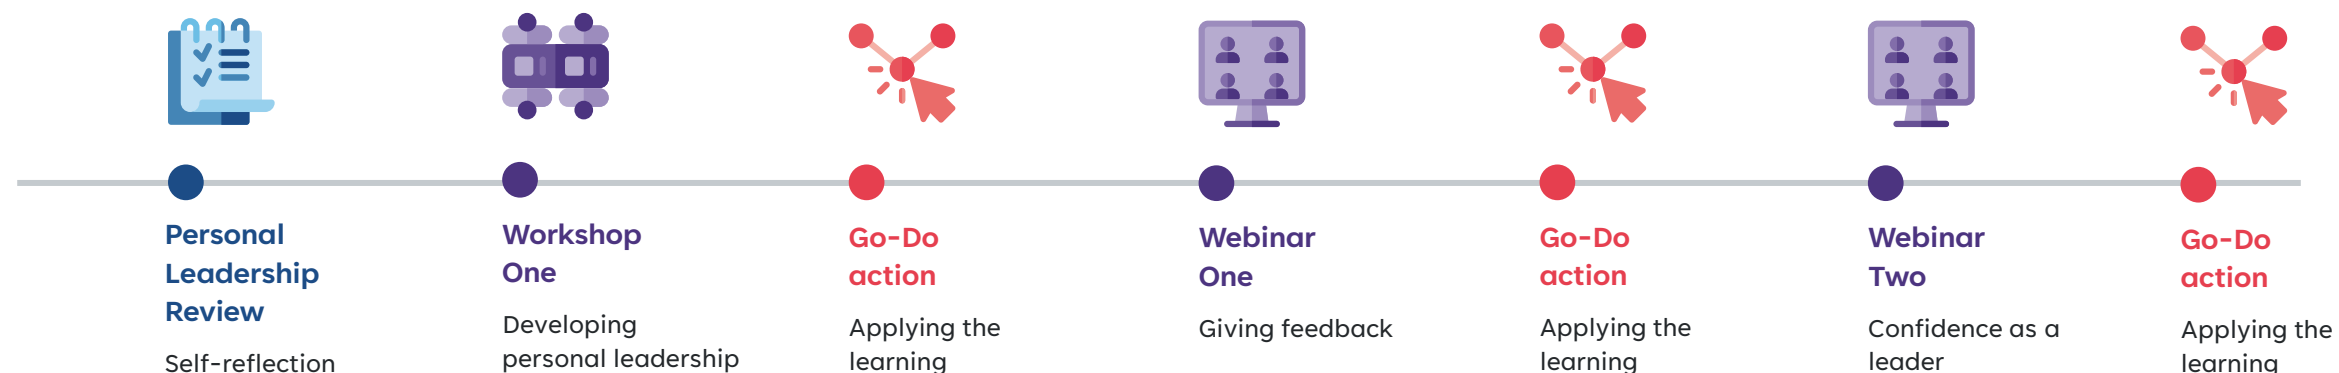 Personal
Leadership
Review
Self-reflection
Workshop
One
Developing
personal leadership
Go-Do
action
Applying the
learning
Webinar
One
Giving feedback
Go-Do
action
Applying the
learning
Webinar
Two
Confidence as a
leader
Go-Do
action
Applying the
learning